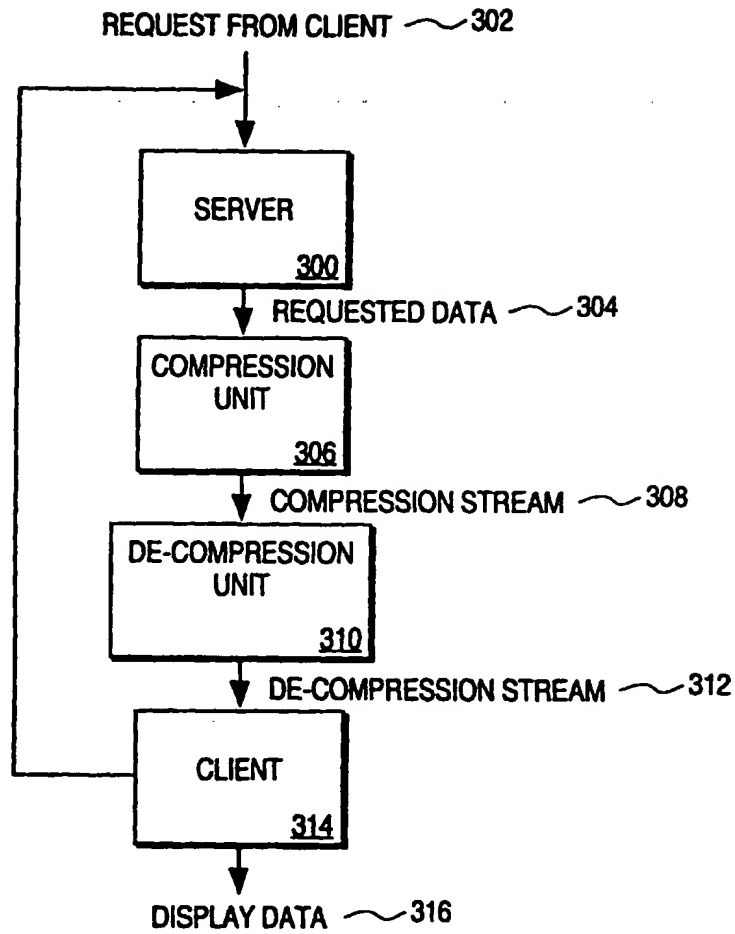 REQUEST FROM CLIENT 302
SERVER
300
REQUESTED DATA 304
COMPRESSION
UNIT
306
COMPRESSION STREAM 308
DE-COMPRESSION
UNIT
310
DE-COMPRESSION STREAM 312
CLIENT
314
DISPLAY DATA 316